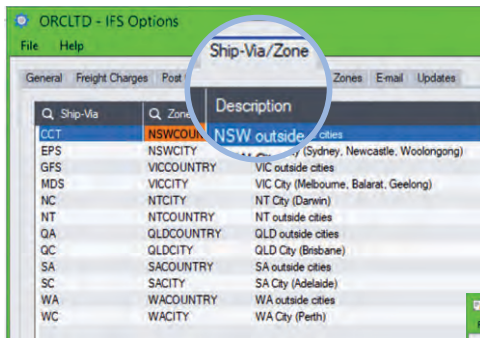 ORCLTD - IFS Options
File Help
Ship-Via/Zone
General Freight Charges Post Zones E-mail Updates
Ship-Via Zone Description
CCT NSWCOUN NSW outside cities
EPS NSWCITY City (Sydney, Newcastle, Woolongong)
GFS VICCOUNTRY VIC outside cities
MDS VICCITY VIC City (Melbourne, Balarat, Geelong)
NC NTCITY NT City (Darwin)
NT NTCOUNTRY NT outside cities
QA QLDCOUNTRY QLD outside cities
QC QLDCITY QLD City (Brisbane)
SA SACOUNTRY SA outside cities
SC SACITY SA City (Adelaide)
WA WACOUNTRY WA outside cities
WC WACITY WA City (Perth)